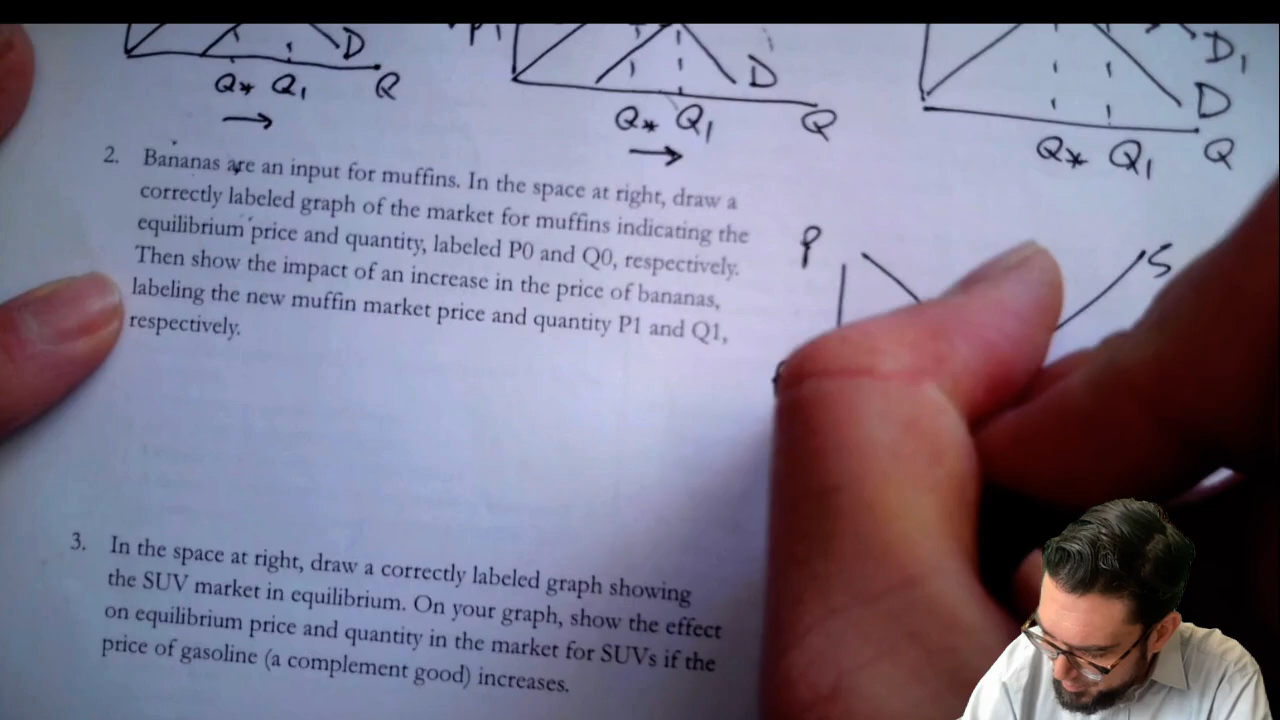 D
Q* Q1 Q
P1
D
Q* Q1 Q
D1
D
Q* Q1 Q
2. Bananas are an input for muffins. In the space at right, draw a
correctly labeled graph of the market for muffins indicating the
equilibrium price and quantity, labeled P0 and Q0, respectively.
Then show the impact of an increase in the price of bananas,
labeling the new muffin market price and quantity P1 and Q1,
respectively.
P
S
3. In the space at right, draw a correctly labeled graph showing
the SUV market in equilibrium. On your graph, show the effect
on equilibrium price and quantity in the market for SUVs if the
price of gasoline (a complement good) increases.